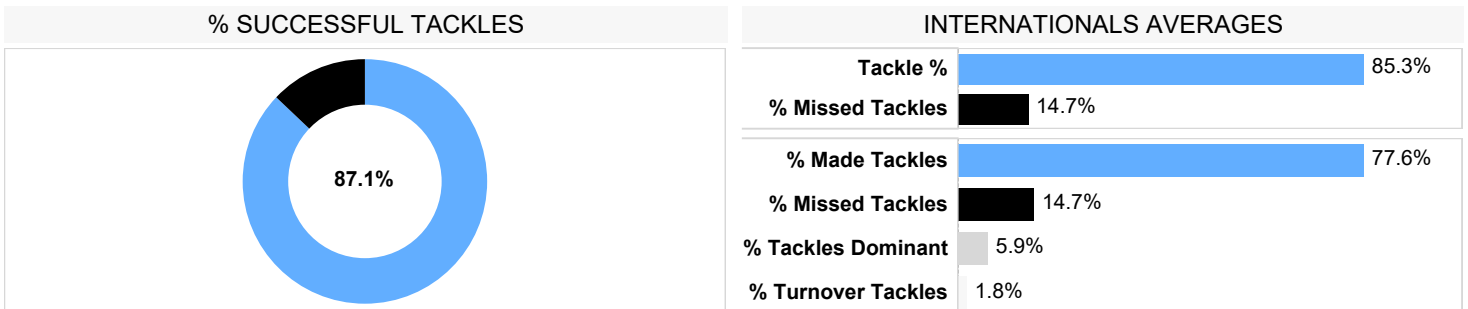 % SUCCESSFUL TACKLES
87.1%
INTERNATIONALS AVERAGES
Tackle % 85.3%
% Missed Tackles 14.7%
% Made Tackles 77.6%
% Missed Tackles 14.7%
% Tackles Dominant 5.9%
% Turnover Tackles 1.8%